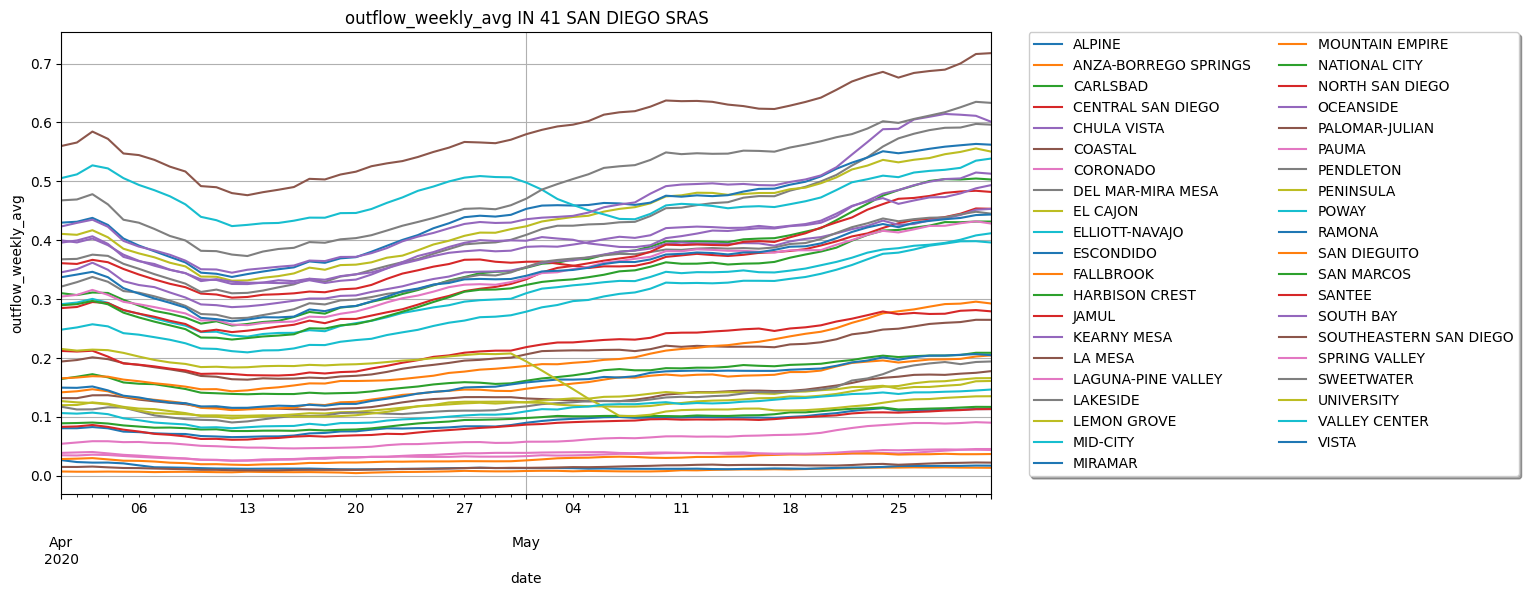 outflow_weekly_avg IN 41 SAN DIEGO SRAS
outflow_weekly_avg
0.7
0.6
0.5
0.4
0.3
0.2
0.1
0.0
06
13
20
27
04
11
18
25
Apr
2020
May
date
ALPINE
ANZA-BORREGO SPRINGS
CARLSBAD
CENTRAL SAN DIEGO
CHULA VISTA
COASTAL
CORONADO
DEL MAR-MIRA MESA
EL CAJON
ELLIOTT-NAVAJO
ESCONDIDO
FALLBROOK
HARBISON CREST
JAMUL
KEARNY MESA
LA MESA
LAGUNA-PINE VALLEY
LAKESIDE
LEMON GROVE
MID-CITY
MIRAMAR
MOUNTAIN EMPIRE
NATIONAL CITY
NORTH SAN DIEGO
OCEANSIDE
PALOMAR-JULIAN
PAUMA
PENDLETON
PENINSULA
POWAY
RAMONA
SAN DIEGUITO
SAN MARCOS
SANTEE
SOUTH BAY
SOUTHEASTERN SAN DIEGO
SPRING VALLEY
SWEETWATER
UNIVERSITY
VALLEY CENTER
VISTA